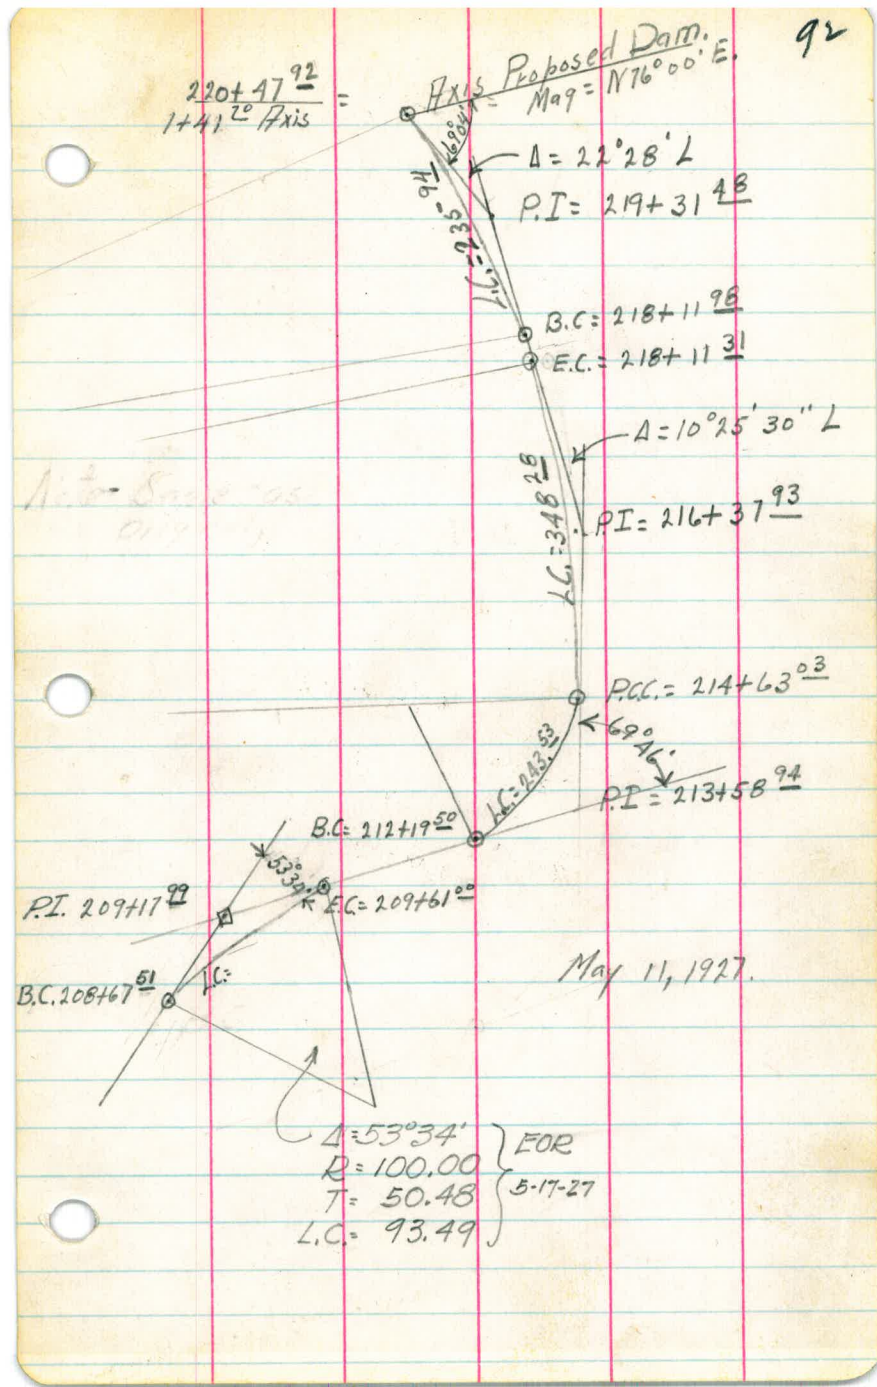 92
220+47 92 =
1+41 20 Axis
Axis = Proposed Dam.
Mag = N76°00' E.
69°04'
Δ = 22°28' L
P.I = 219+31 48
L.C. = 235-94
B.C = 218+11 98
E.C. = 218+11 31
Δ = 10°25'30" L
L.C. = 348 28
P.I = 216+37 93
P.C.C. = 214+63 03
69°46'
L.C. = 243.53
P.I = 213+58 94
B.C = 212+19 50
53°34'
E.C = 209+61 00
P.I. 209+17 99
L.C. =
B.C. 208+67 51
May 11, 1927.
Δ = 53°34'
R = 100.00
T = 50.48
L.C. = 93.49
EOR
5-17-27